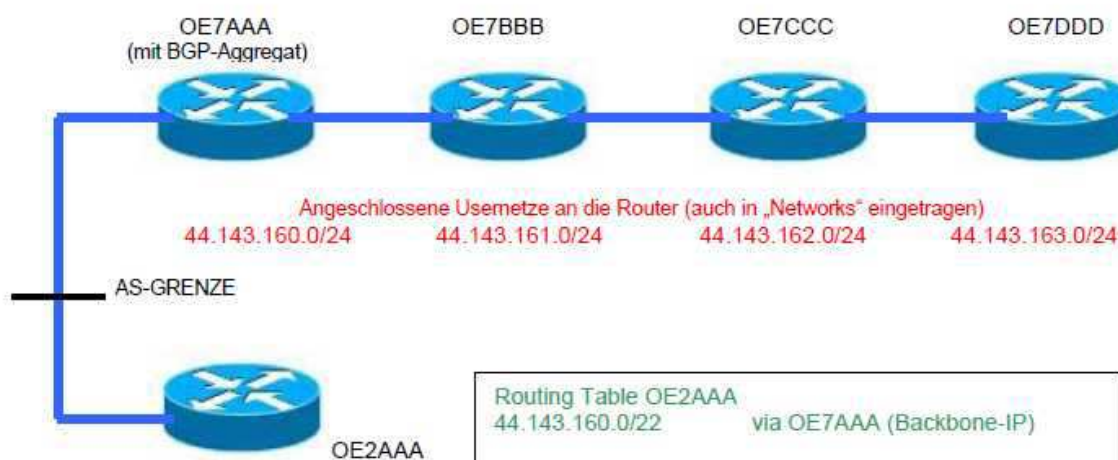 OE7AAA
(mit BGP-Aggregat)
OE7BBB
OE7CCC
OE7DDD
Angeschlossene Usernetze an die Router (auch in „Networks“ eingetragen)
44.143.160.0/24
44.143.161.0/24
44.143.162.0/24
44.143.163.0/24
AS-GRENZE
OE2AAA
Routing Table OE2AAA
44.143.160.0/22 via OE7AAA (Backbone-IP)